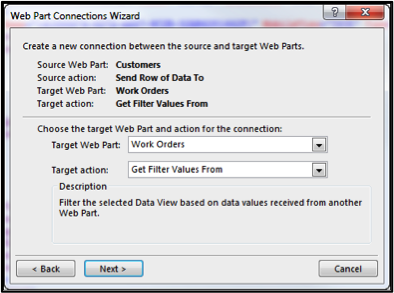 Web Part Connections Wizard
?
Create a new connection between the source and target Web Parts.
Source Web Part: Customers
Source action: Send Row of Data To
Target Web Part: Work Orders
Target action: Get Filter Values From
Choose the target Web Part and action for the connection:
Target Web Part: Work Orders
Target action: Get Filter Values From
Description
Filter the selected Data View based on data values received from another
Web Part.
< Back Next > Cancel